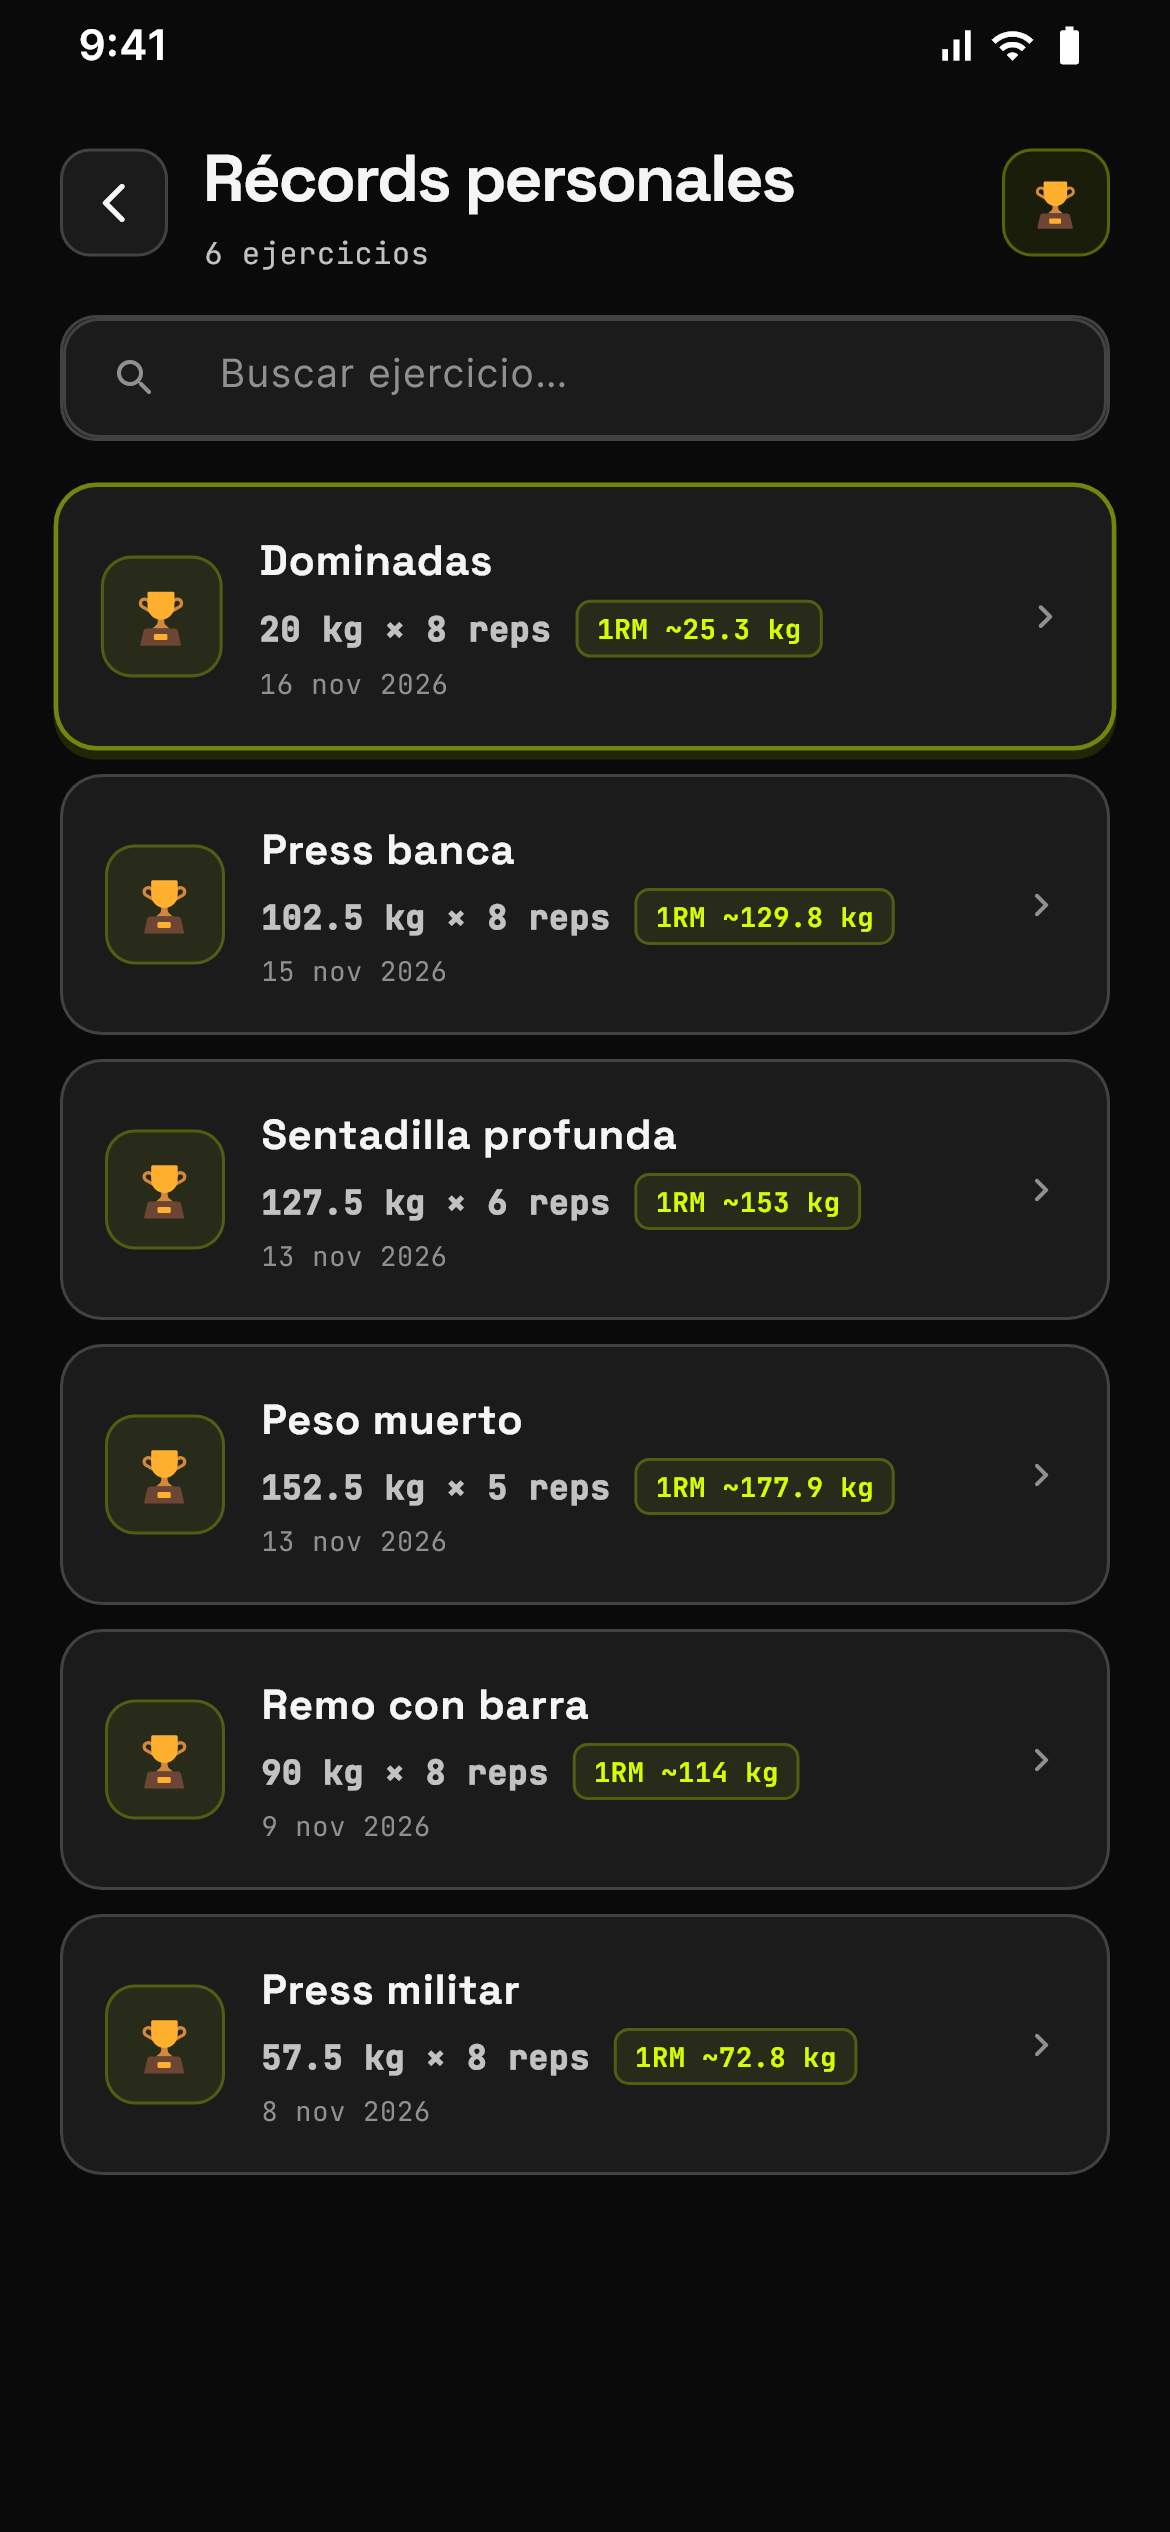 9:41
Récords personales
6 ejercicios
Buscar ejercicio...
Dominadas
20 kg × 8 reps 1RM ~25.3 kg
16 nov 2026
Press banca
102.5 kg × 8 reps 1RM ~129.8 kg
15 nov 2026
Sentadilla profunda
127.5 kg × 6 reps 1RM ~153 kg
13 nov 2026
Peso muerto
152.5 kg × 5 reps 1RM ~177.9 kg
13 nov 2026
Remo con barra
90 kg × 8 reps 1RM ~114 kg
9 nov 2026
Press militar
57.5 kg × 8 reps 1RM ~72.8 kg
8 nov 2026